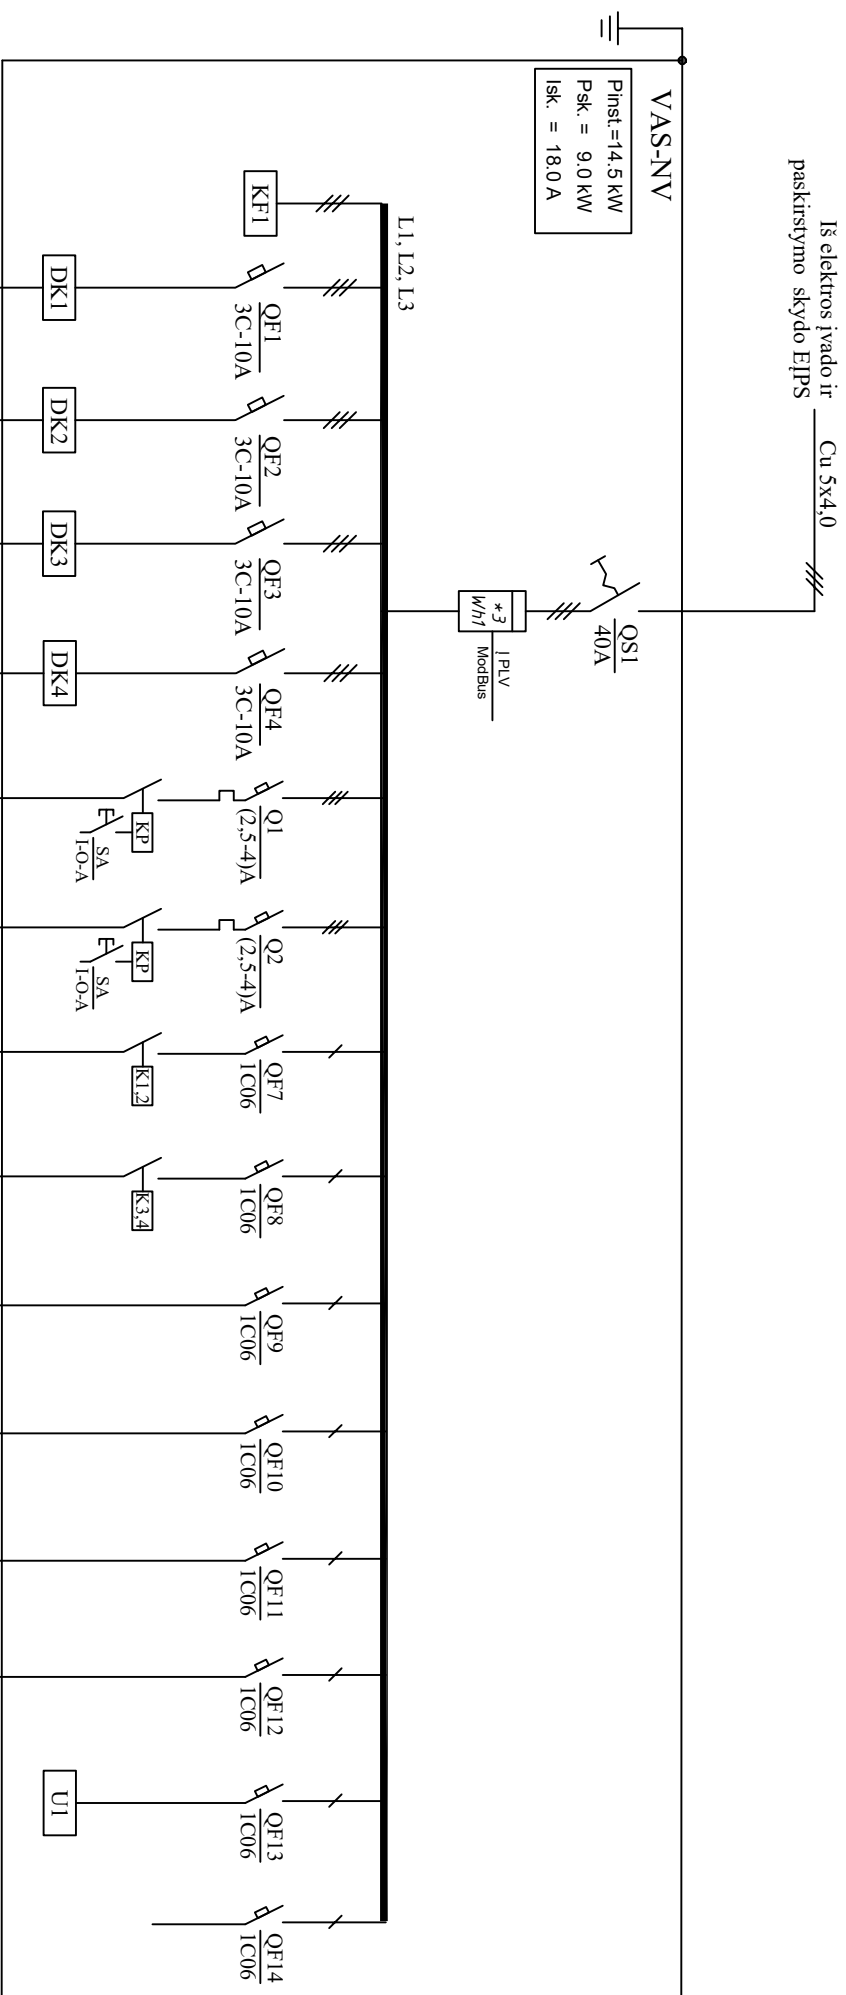 Iš elektros įvado ir
paskirstymo skydo EĮPS
Cu 5x4,0
VAS-NV
Pinst.=14.5 kW
Psk. = 9.0 kW
Isk. = 18.0 A
QS1
40A
*3
Wh1
Į PLV
ModBus
L1, L2, L3
KF1
QF1
3C-10A
DK1
QF2
3C-10A
DK2
QF3
3C-10A
DK3
QF4
3C-10A
DK4
Q1
(2,5-4)A
KP
SA
I-O-A
Q2
(2,5-4)A
KP
SA
I-O-A
QF7
1C06
K1,2
QF8
1C06
K3,4
QF9
1C06
QF10
1C06
QF11
1C06
QF12
1C06
QF13
1C06
U1
QF14
1C06